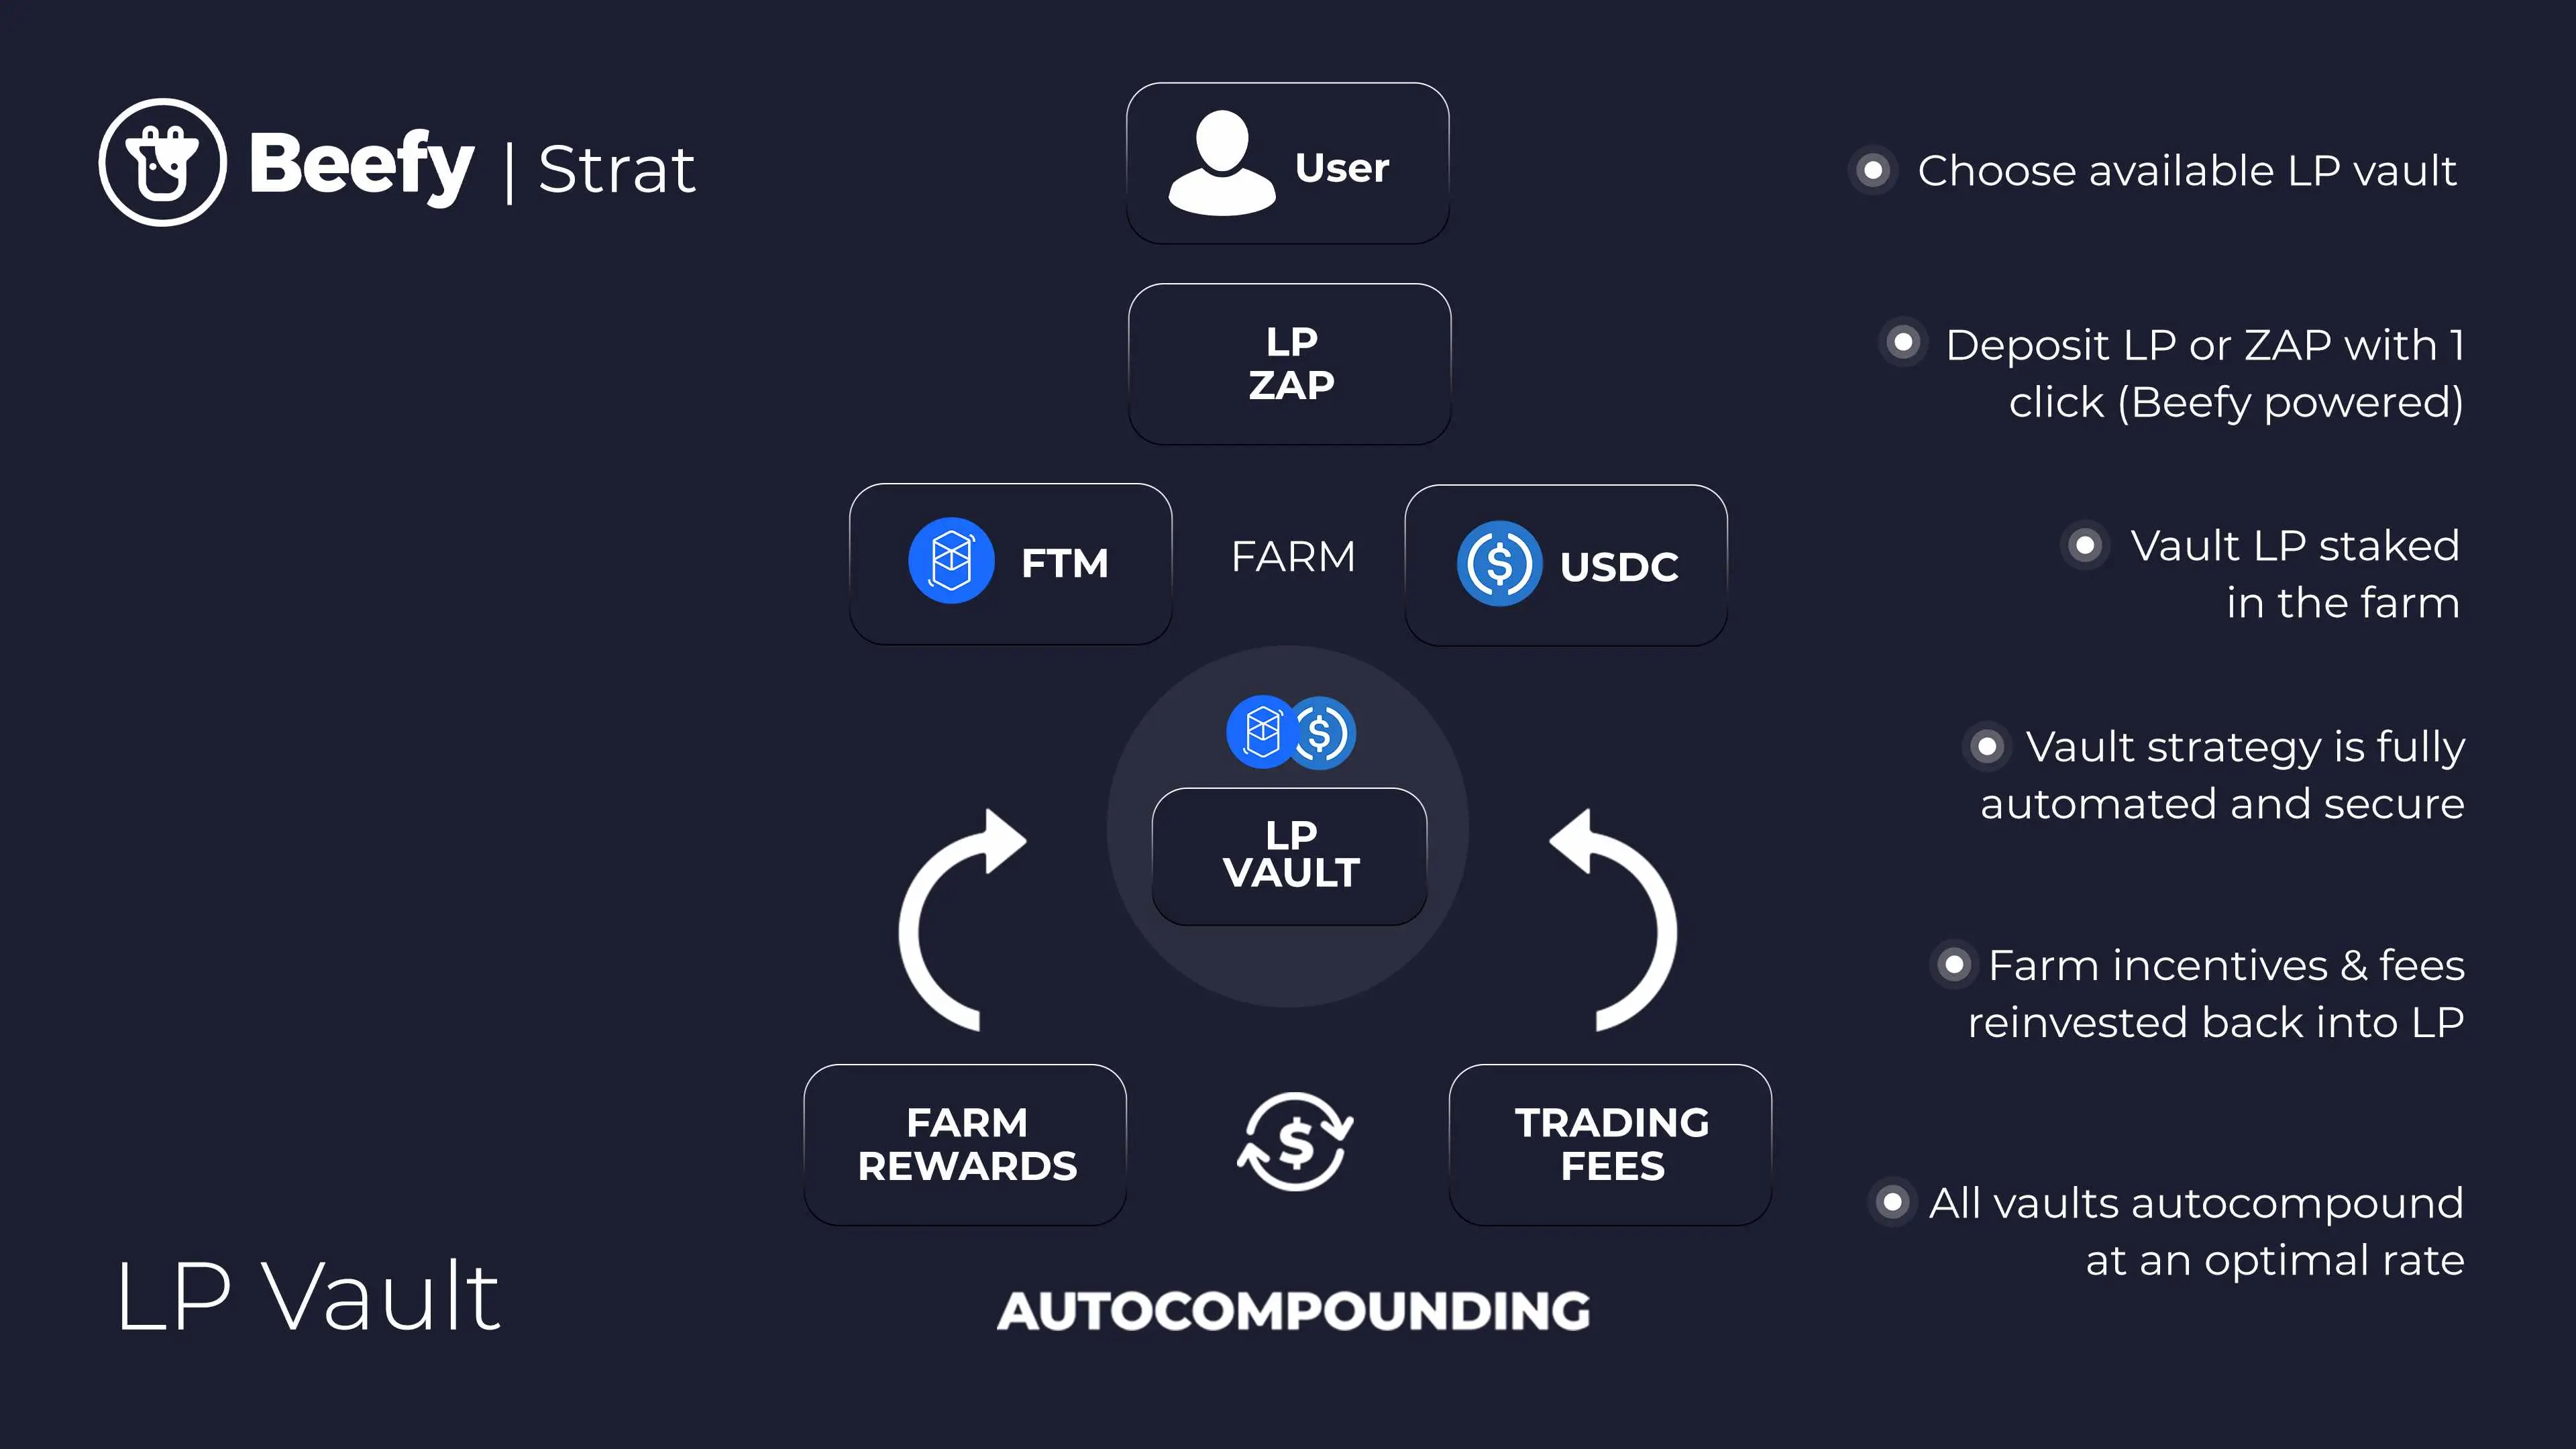 Beefy | Strat
User
Choose available LP vault
LP
ZAP
Deposit LP or ZAP with 1
click (Beefy powered)
FTM
FARM
USDC
Vault LP staked
in the farm
LP
VAULT
Vault strategy is fully
automated and secure
Farm incentives & fees
reinvested back into LP
FARM
REWARDS
$
TRADING
FEES
All vaults autocompound
at an optimal rate
LP Vault
AUTOCOMPOUNDING